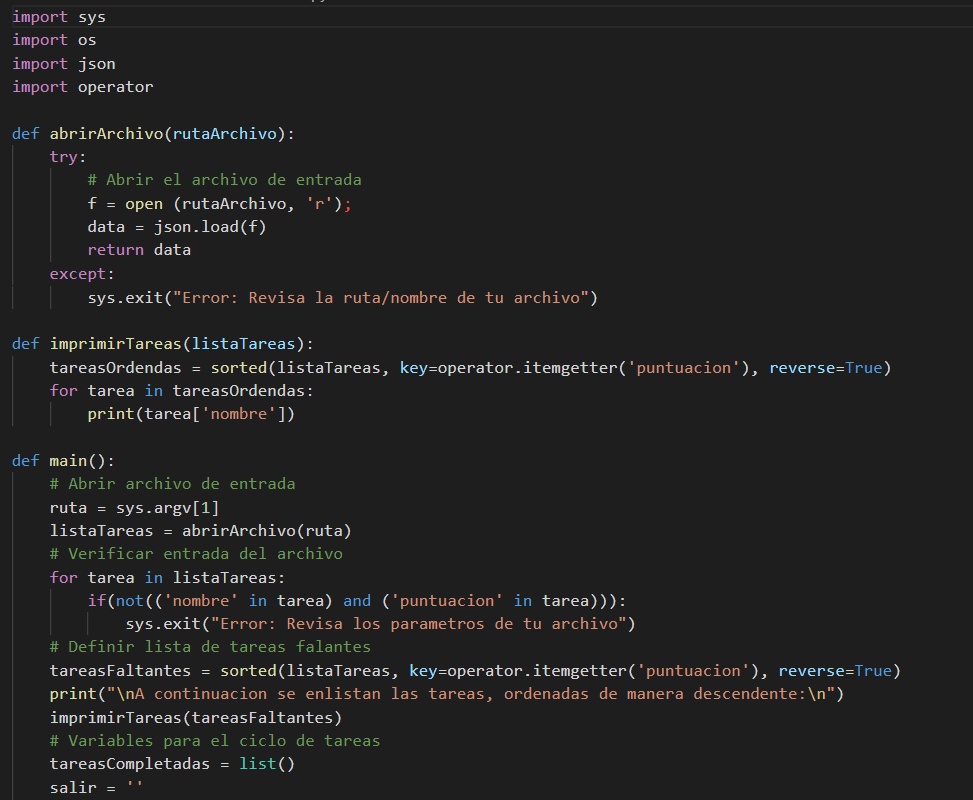 import sys
import os
import json
import operator

def abrirArchivo(rutaArchivo):
    try:
        # Abrir el archivo de entrada
        f = open (rutaArchivo, 'r');
        data = json.load(f)
        return data
    except:
        sys.exit("Error: Revisa la ruta/nombre de tu archivo")

def imprimirTareas(listaTareas):
    tareasOrdendas = sorted(listaTareas, key=operator.itemgetter('puntuacion'), reverse=True)
    for tarea in tareasOrdendas:
        print(tarea['nombre'])

def main():
    # Abrir archivo de entrada
    ruta = sys.argv[1]
    listaTareas = abrirArchivo(ruta)
    # Verificar entrada del archivo
    for tarea in listaTareas:
        if(not(('nombre' in tarea) and ('puntuacion' in tarea))):
            sys.exit("Error: Revisa los parametros de tu archivo")
    # Definir lista de tareas falantes
    tareasFaltantes = sorted(listaTareas, key=operator.itemgetter('puntuacion'), reverse=True)
    print("\nA continuacion se enlistan las tareas, ordenadas de manera descendente:\n")
    imprimirTareas(tareasFaltantes)
    # Variables para el ciclo de tareas
    tareasCompletadas = list()
    salir = ''